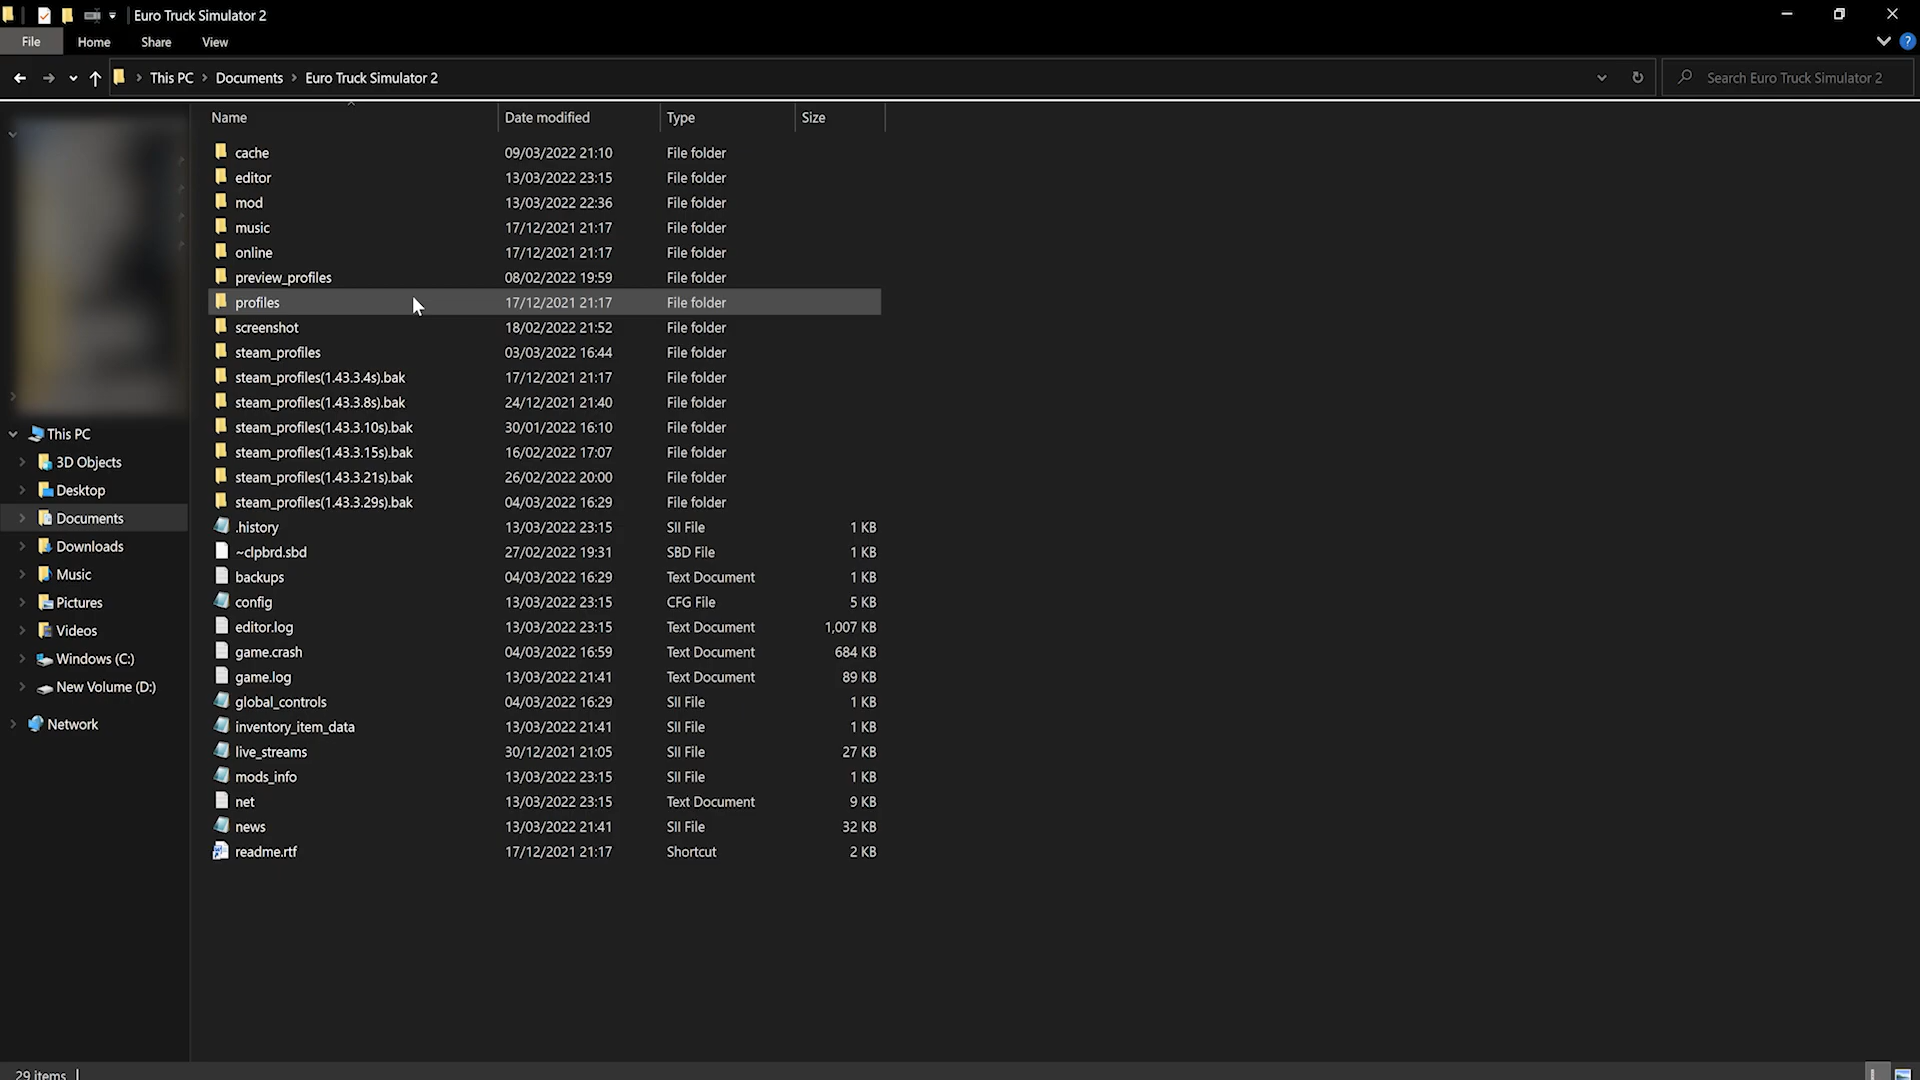 Euro Truck Simulator 2
File Home Share View
This PC Documents Euro Truck Simulator 2
Search Euro Truck Simulator 2
Name Date modified Type Size
cache 09/03/2022 21:10 File folder
editor 13/03/2022 23:15 File folder
mod 13/03/2022 22:36 File folder
music 17/12/2021 21:17 File folder
online 17/12/2021 21:17 File folder
preview_profiles 08/02/2022 19:59 File folder
profiles 17/12/2021 21:17 File folder
screenshot 18/02/2022 21:52 File folder
steam_profiles 03/03/2022 16:44 File folder
steam_profiles(1.43.3.4s).bak 17/12/2021 21:17 File folder
steam_profiles(1.43.3.8s).bak 24/12/2021 21:40 File folder
steam_profiles(1.43.3.10s).bak 30/01/2022 16:10 File folder
steam_profiles(1.43.3.15s).bak 16/02/2022 17:07 File folder
steam_profiles(1.43.3.21s).bak 26/02/2022 20:00 File folder
steam_profiles(1.43.3.29s).bak 04/03/2022 16:29 File folder
.history 13/03/2022 23:15 SII File 1 KB
~clpbrd.sbd 27/02/2022 19:31 SBD File 1 KB
backups 04/03/2022 16:29 Text Document 1 KB
config 13/03/2022 23:15 CFG File 5 KB
editor.log 13/03/2022 23:15 Text Document 1,007 KB
game.crash 04/03/2022 16:59 Text Document 684 KB
game.log 13/03/2022 21:41 Text Document 89 KB
global_controls 04/03/2022 16:29 SII File 1 KB
inventory_item_data 13/03/2022 21:41 SII File 1 KB
live_streams 30/12/2021 21:05 SII File 27 KB
mods_info 13/03/2022 23:15 SII File 1 KB
net 13/03/2022 23:15 Text Document 9 KB
news 13/03/2022 21:41 SII File 32 KB
readme.rtf 17/12/2021 21:17 Shortcut 2 KB
This PC
3D Objects
Desktop
Documents
Downloads
Music
Pictures
Videos
Windows (C:)
New Volume (D:)
Network
29 items